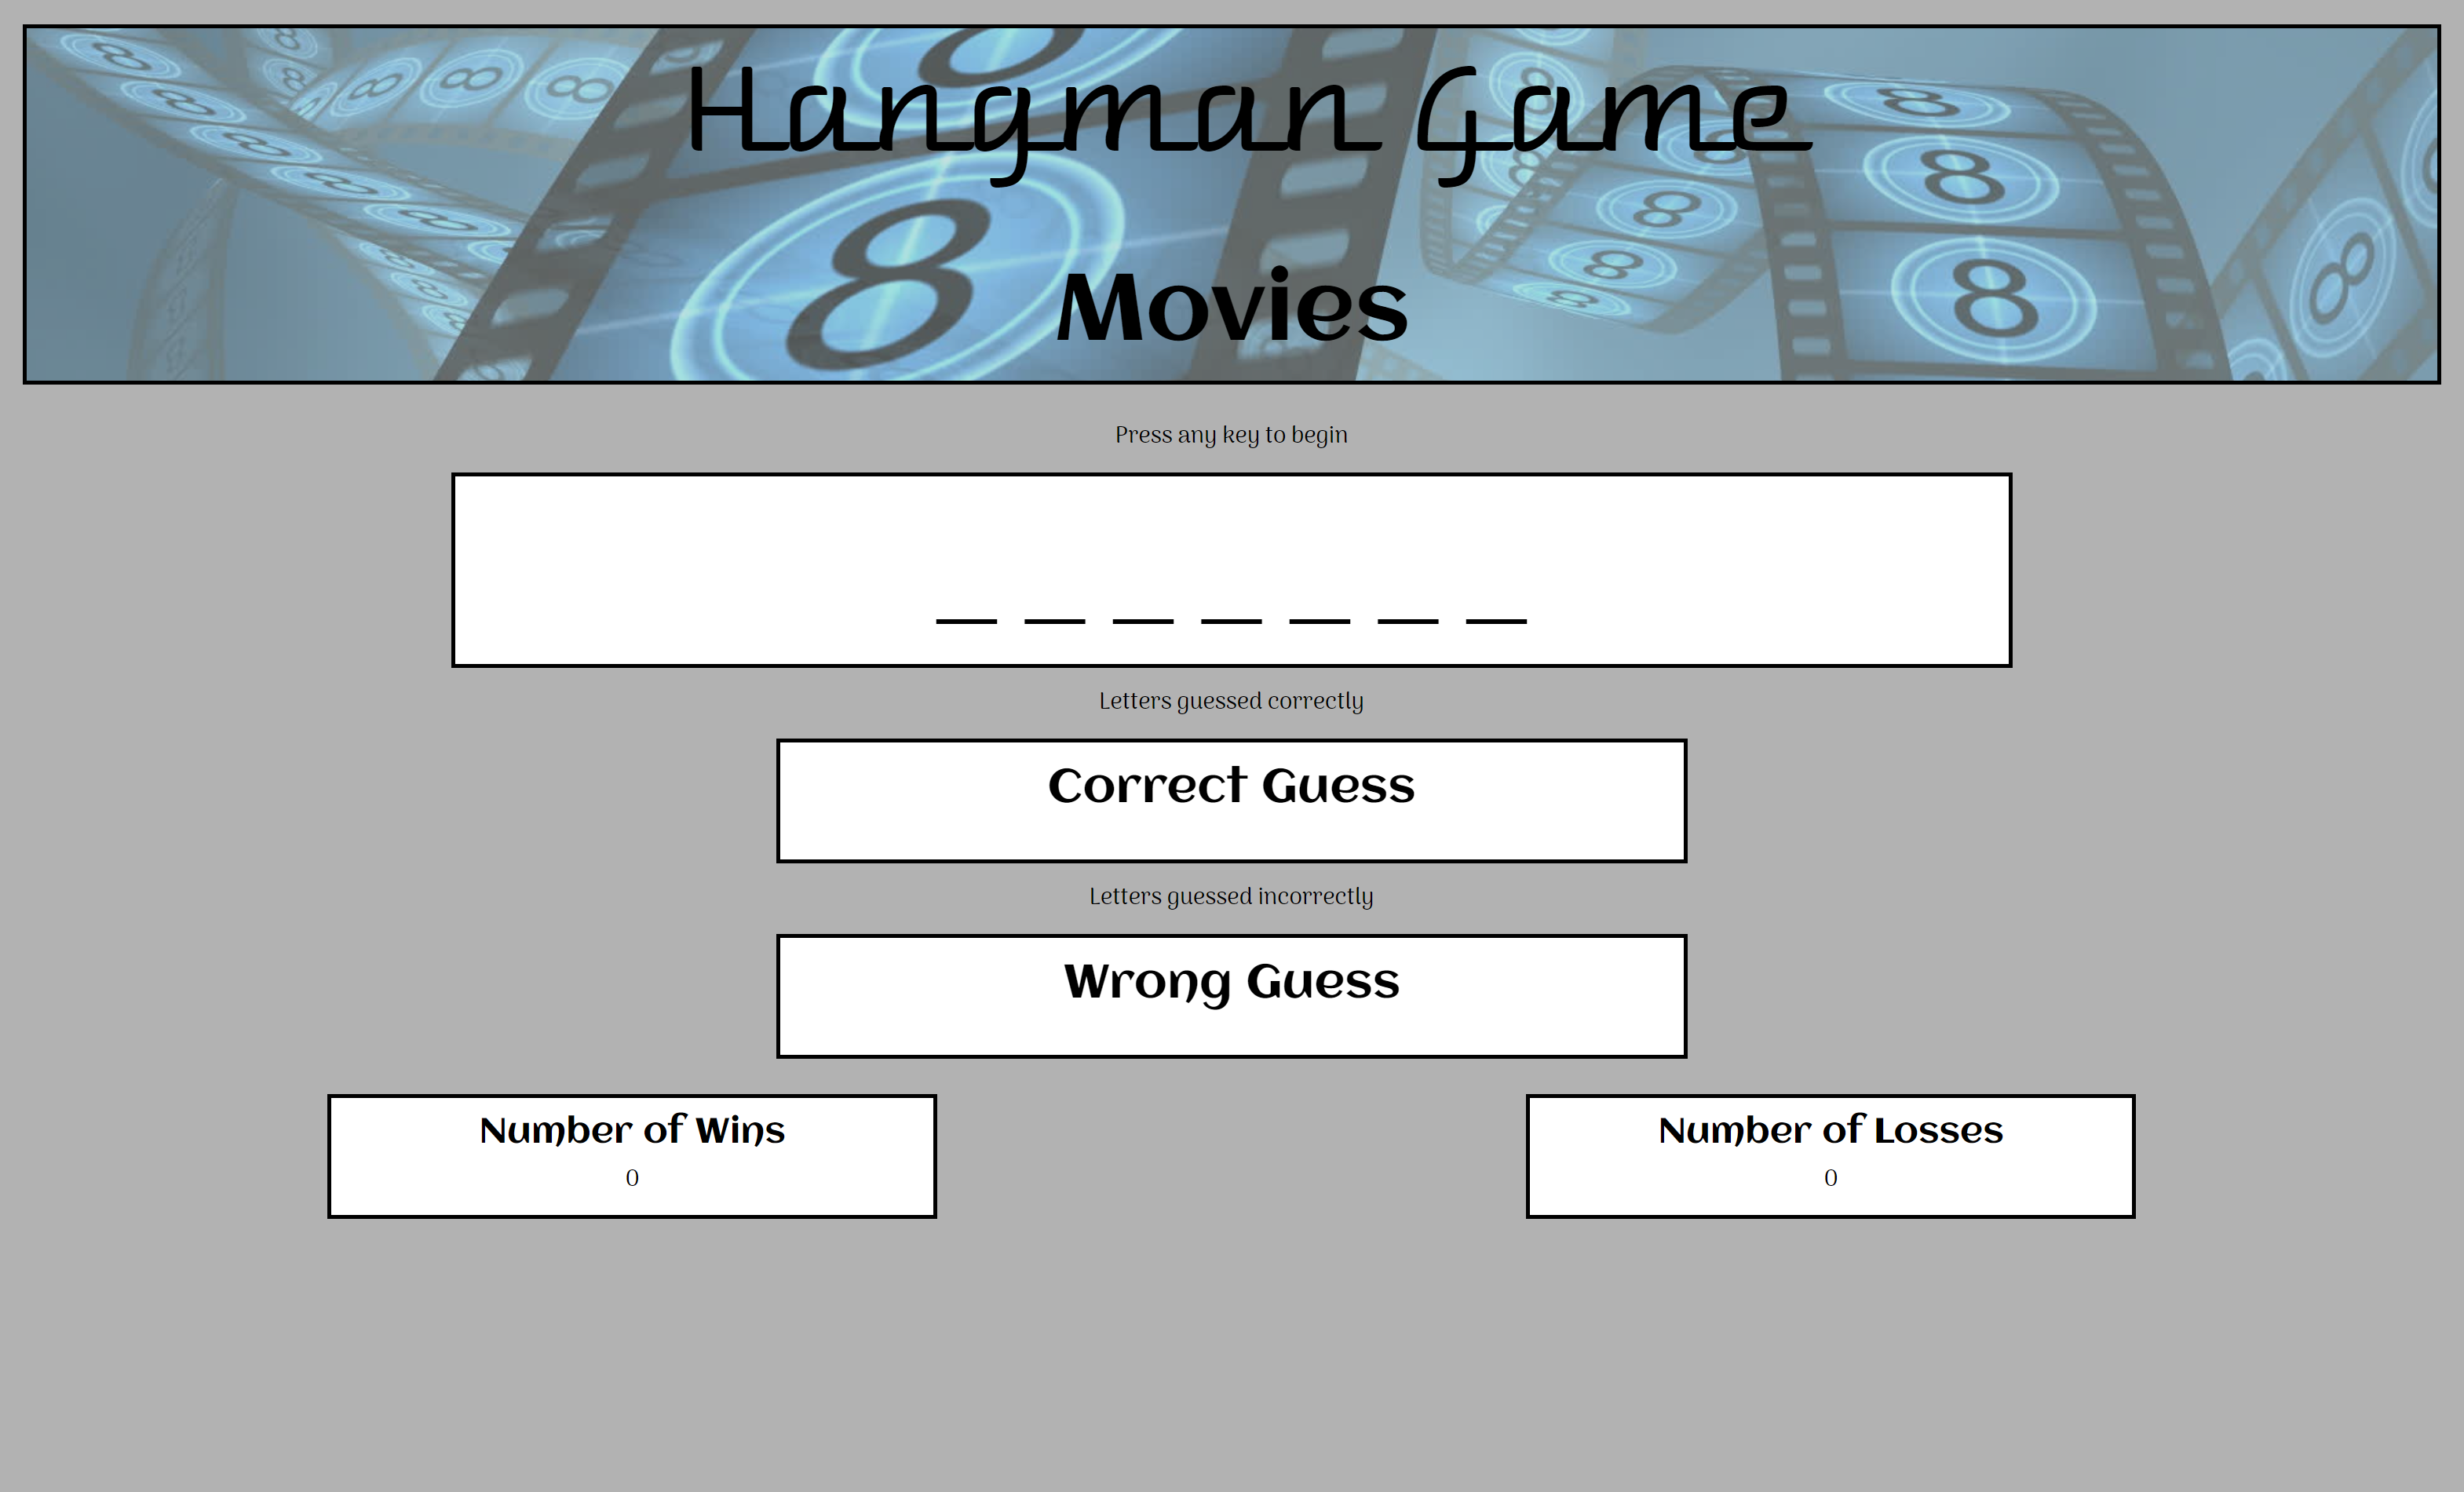 Hangman Game
Movies
Press any key to begin
_ _ _ _ _ _ _
Letters guessed correctly
Correct Guess
Letters guessed incorrectly
Wrong Guess
Number of Wins
0
Number of Losses
0